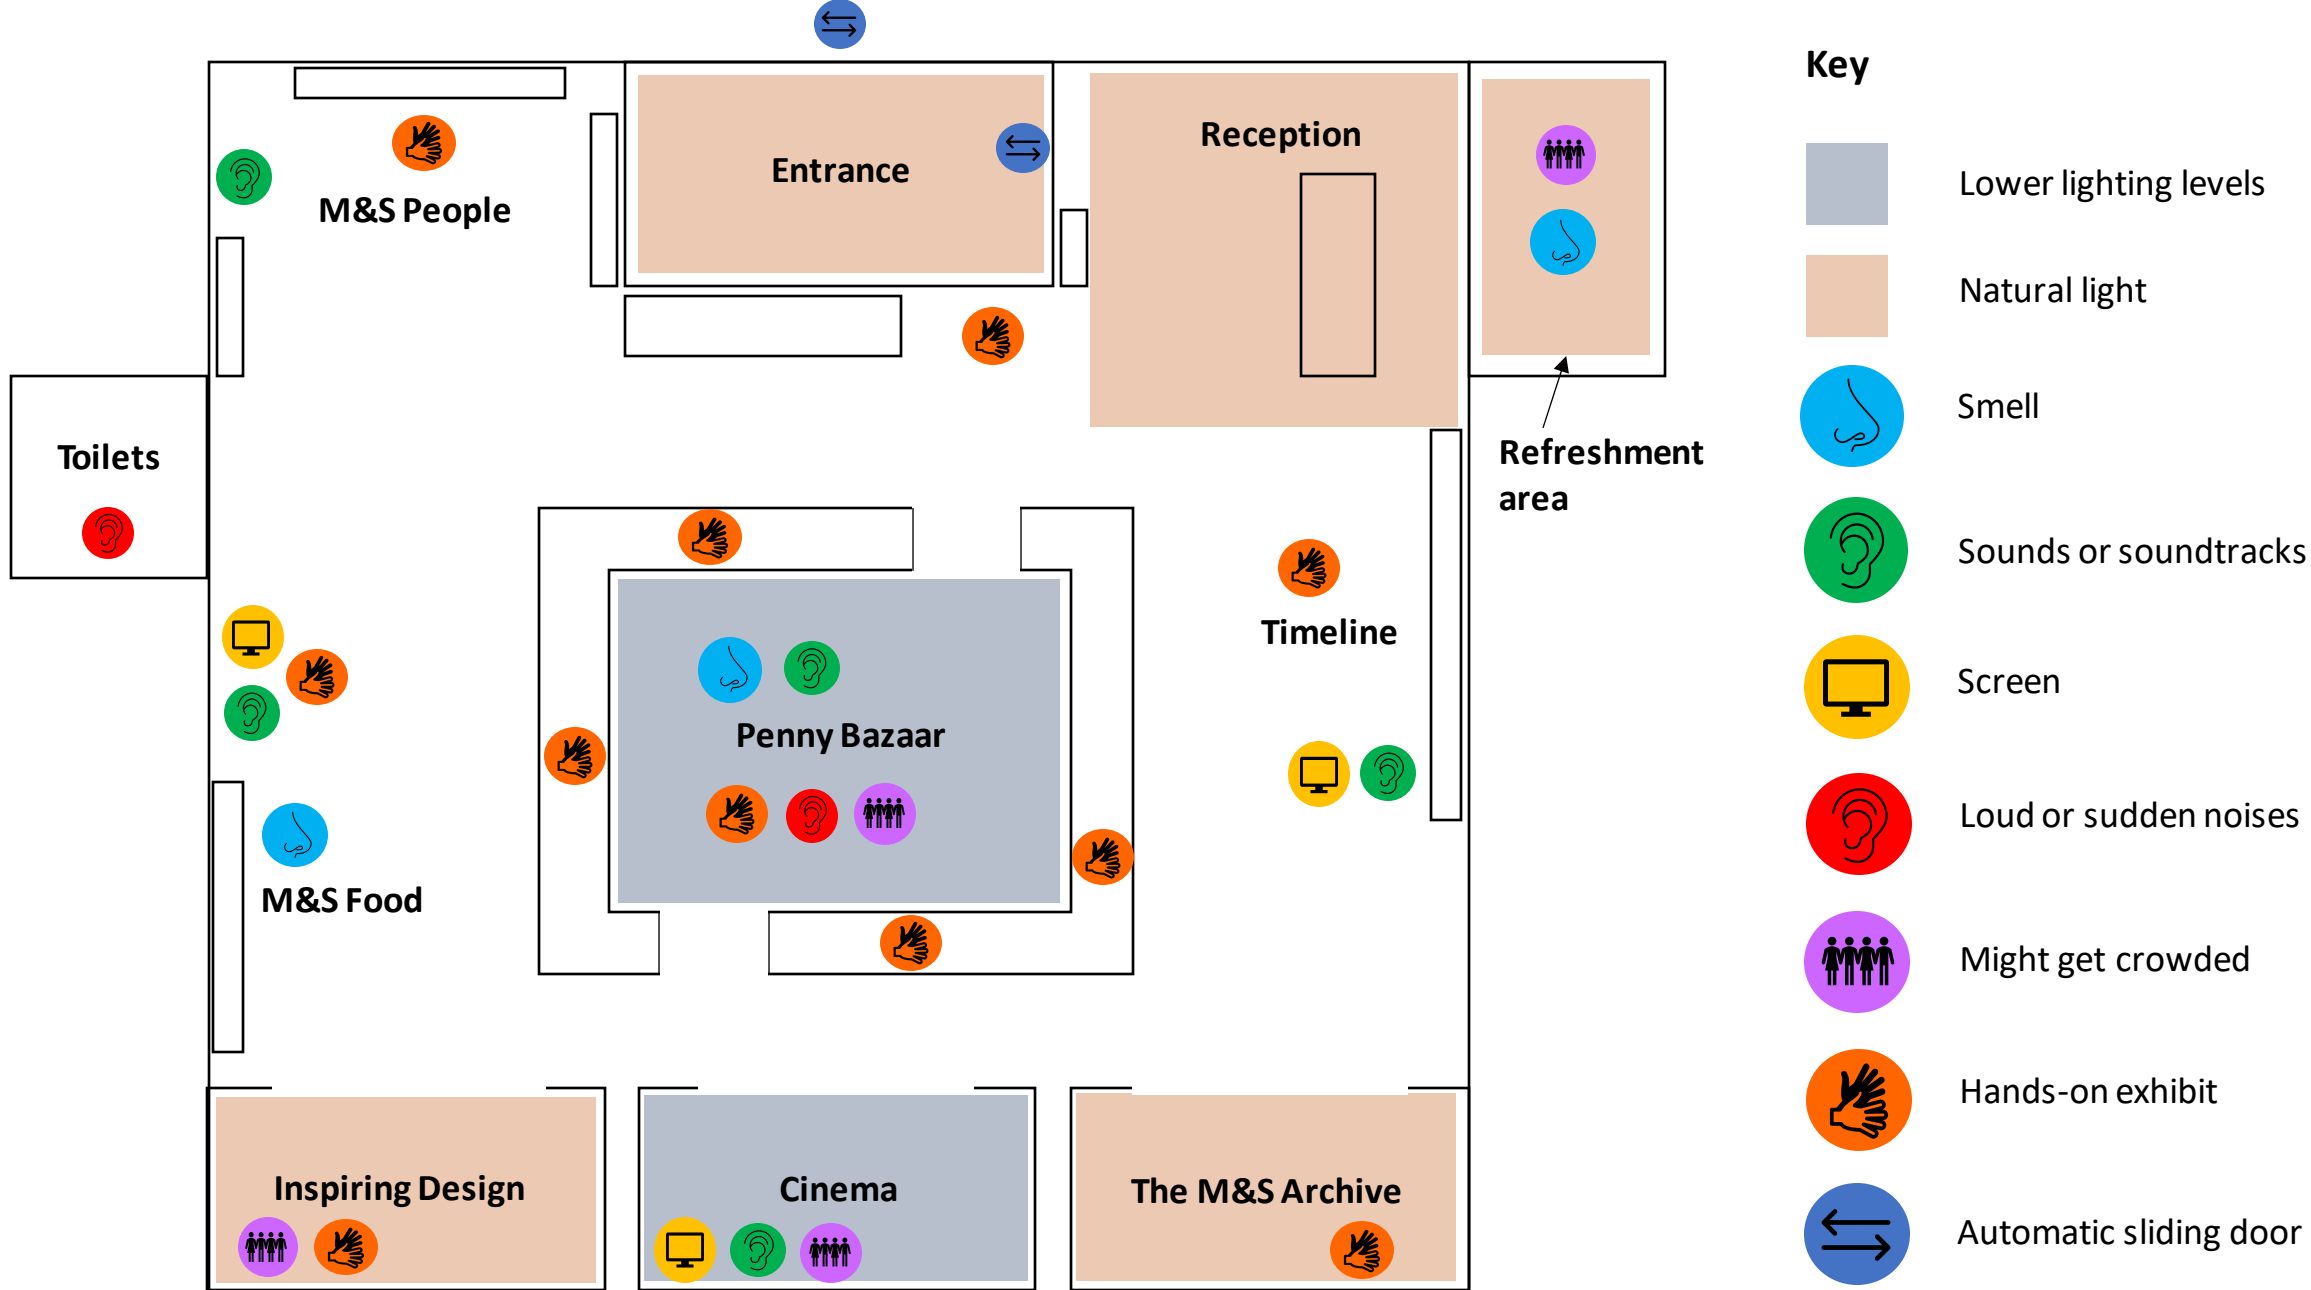 Key
Reception
Entrance
M&S People
Lower lighting levels
Natural light
Smell
Toilets
Refreshment
area
Sounds or soundtracks
Timeline
Screen
Penny Bazaar
Loud or sudden noises
M&S Food
Might get crowded
Hands-on exhibit
Inspiring Design
Cinema
The M&S Archive
Automatic sliding door